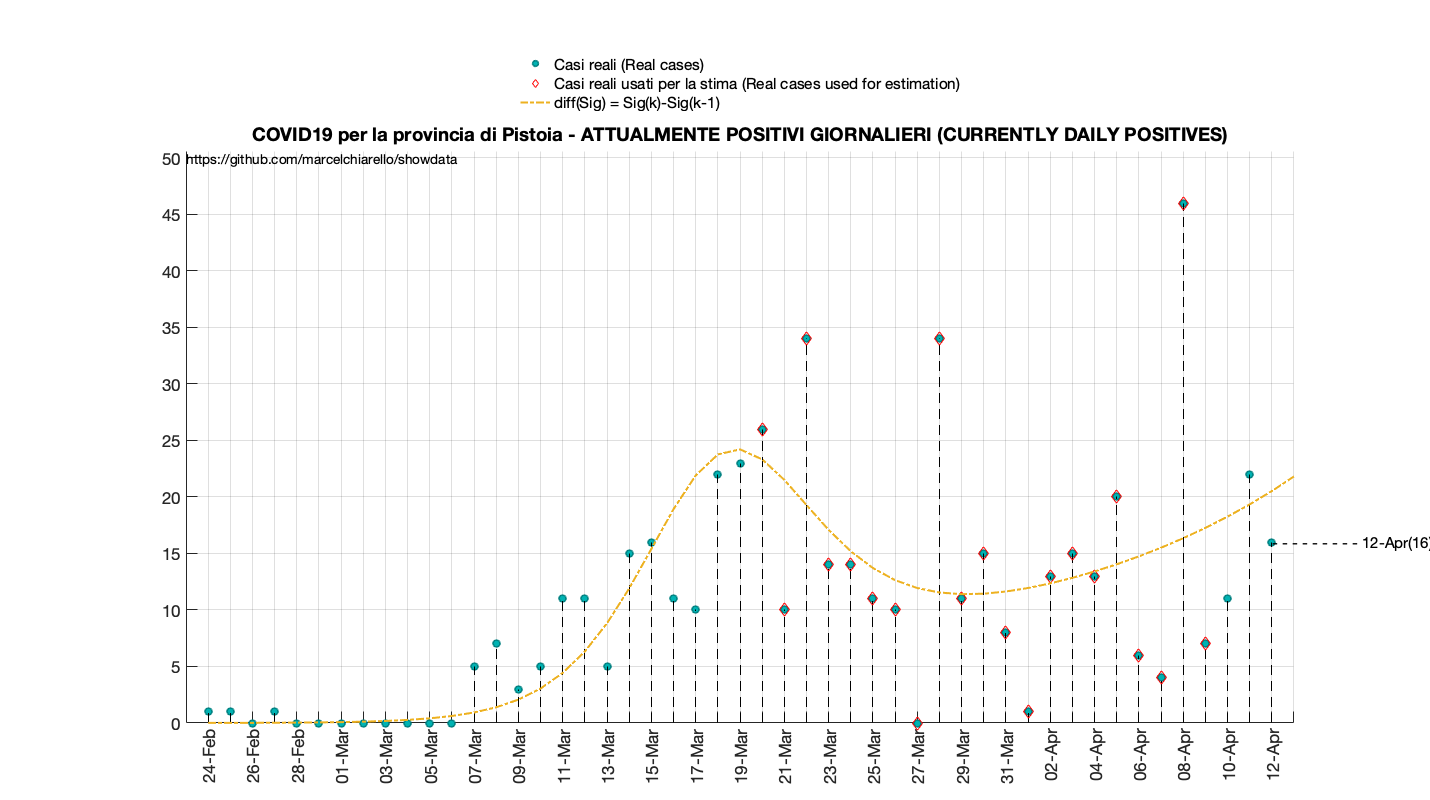 Casi reali (Real cases)
Casi reali usati per la stima (Real cases used for estimation)
diff(Sig) = Sig(k)-Sig(k-1)
COVID19 per la provincia di Pistoia - ATTUALMENTE POSITIVI GIORNALIERI (CURRENTLY DAILY POSITIVES)
https://github.com/marcelchiarello/showdata
50
45
40
35
30
25
20
15
10
5
0
12-Apr(16)
24-Feb
26-Feb
28-Feb
01-Mar
03-Mar
05-Mar
07-Mar
09-Mar
11-Mar
13-Mar
15-Mar
17-Mar
19-Mar
21-Mar
23-Mar
25-Mar
27-Mar
29-Mar
31-Mar
02-Apr
04-Apr
06-Apr
08-Apr
10-Apr
12-Apr